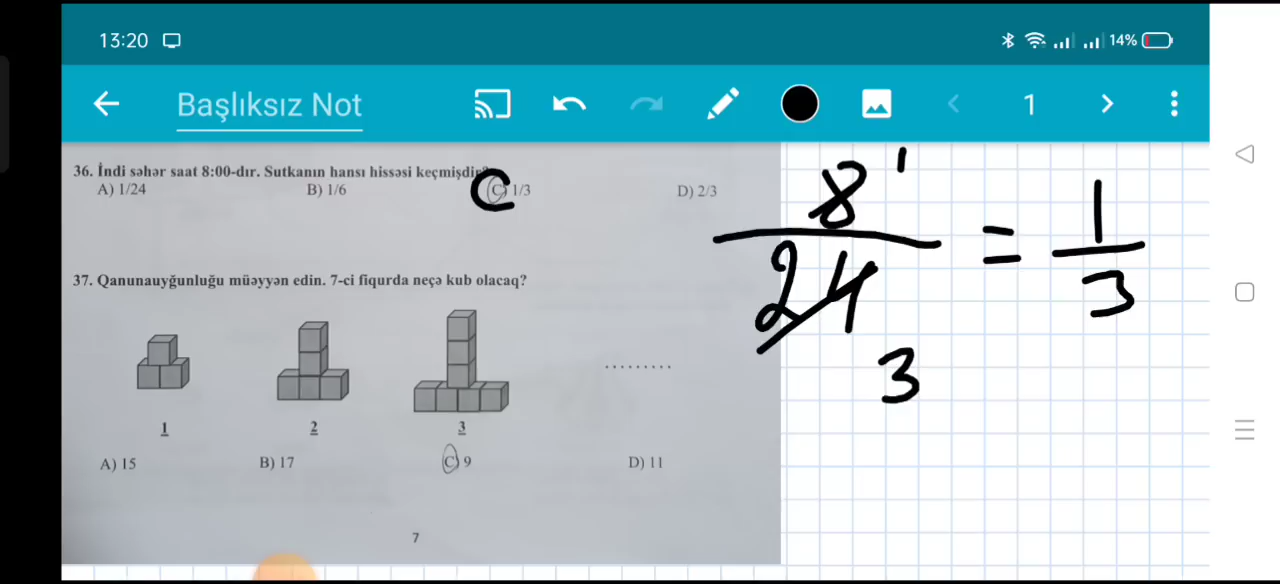 13:20
14%
Başlıksız Not
1
36. İndi səhər saat 8:00-dır. Sutkanın hansı hissəsi keçmişdir?
A) 1/24 B) 1/6 C) 1/3 D) 2/3
8 1
24
3
= 1
3
37. Qanunauyğunluğu müəyyən edin. 7-ci fiqurda neçə kub olacaq?
.........
1 2 3
A) 15 B) 17 C) 9 D) 11
7